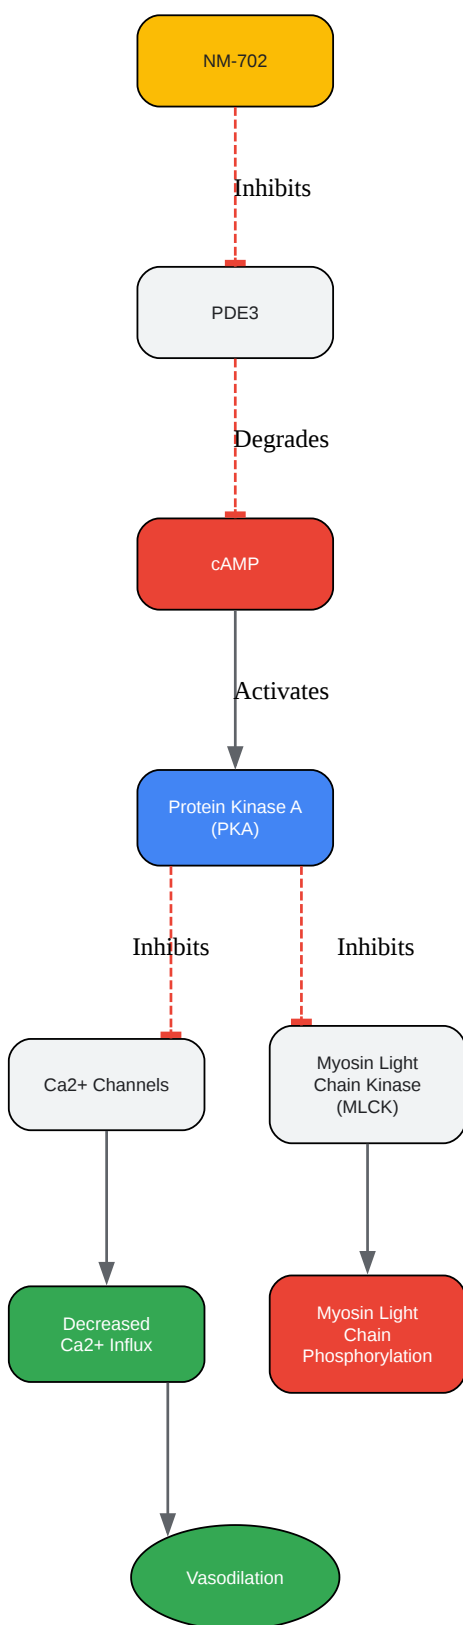 NM-702
Inhibits
PDE3
Degrades
cAMP
Activates
Protein Kinase A
(PKA)
Inhibits
Inhibits
Ca2+ Channels
Myosin Light
Chain Kinase
(MLCK)
Decreased
Ca2+ Influx
Myosin Light
Chain
Phosphorylation
Vasodilation